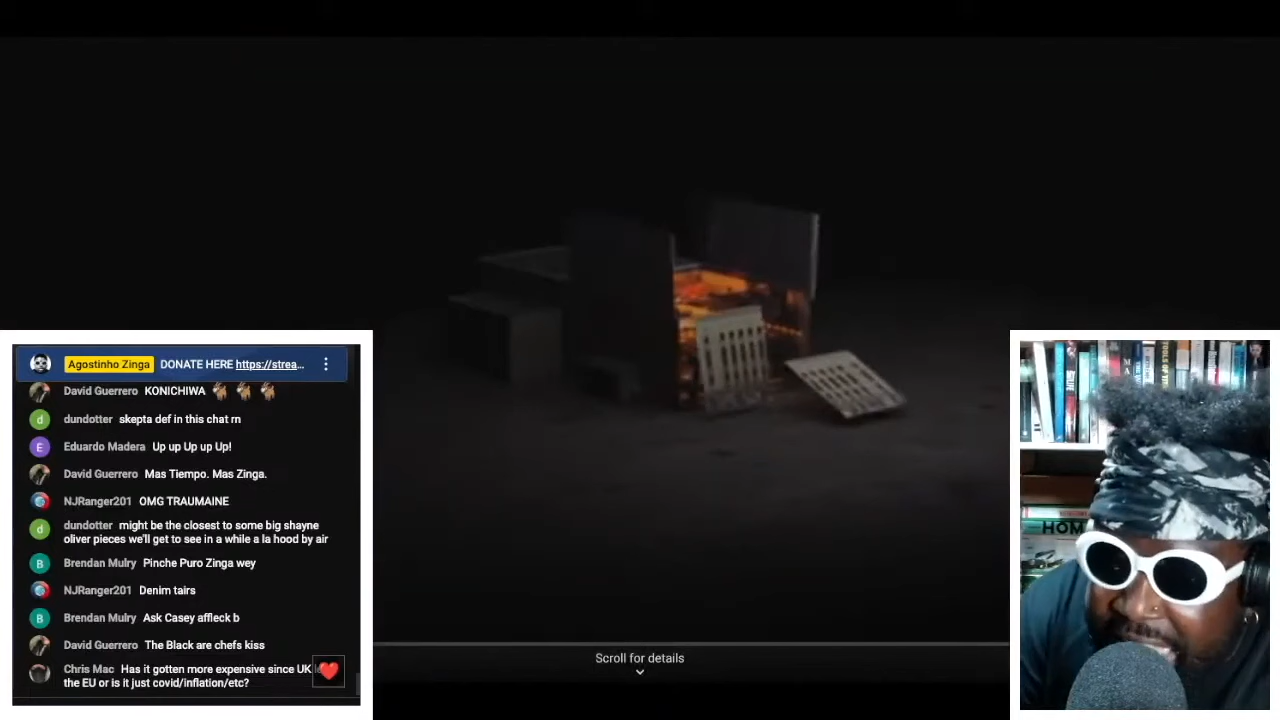 Agostinho Zinga DONATE HERE https://strea...
David Guerrero KONICHIWA
dundotter skepta def in this chat rn
Eduardo Madera Up up Up up Up!
David Guerrero Mas Tiempo. Mas Zinga.
NJRanger201 OMG TRAUMAINE
dundotter might be the closest to some big shayne
oliver pieces we'll get to see in a while a la hood by air
Brendan Mulry Pinche Puro Zinga wey
NJRanger201 Denim tairs
Brendan Mulry Ask Casey affleck b
David Guerrero The Black are chefs kiss
Chris Mac Has it gotten more expensive since UK
the EU or is it just covid/inflation/etc?
Scroll for details
HOM